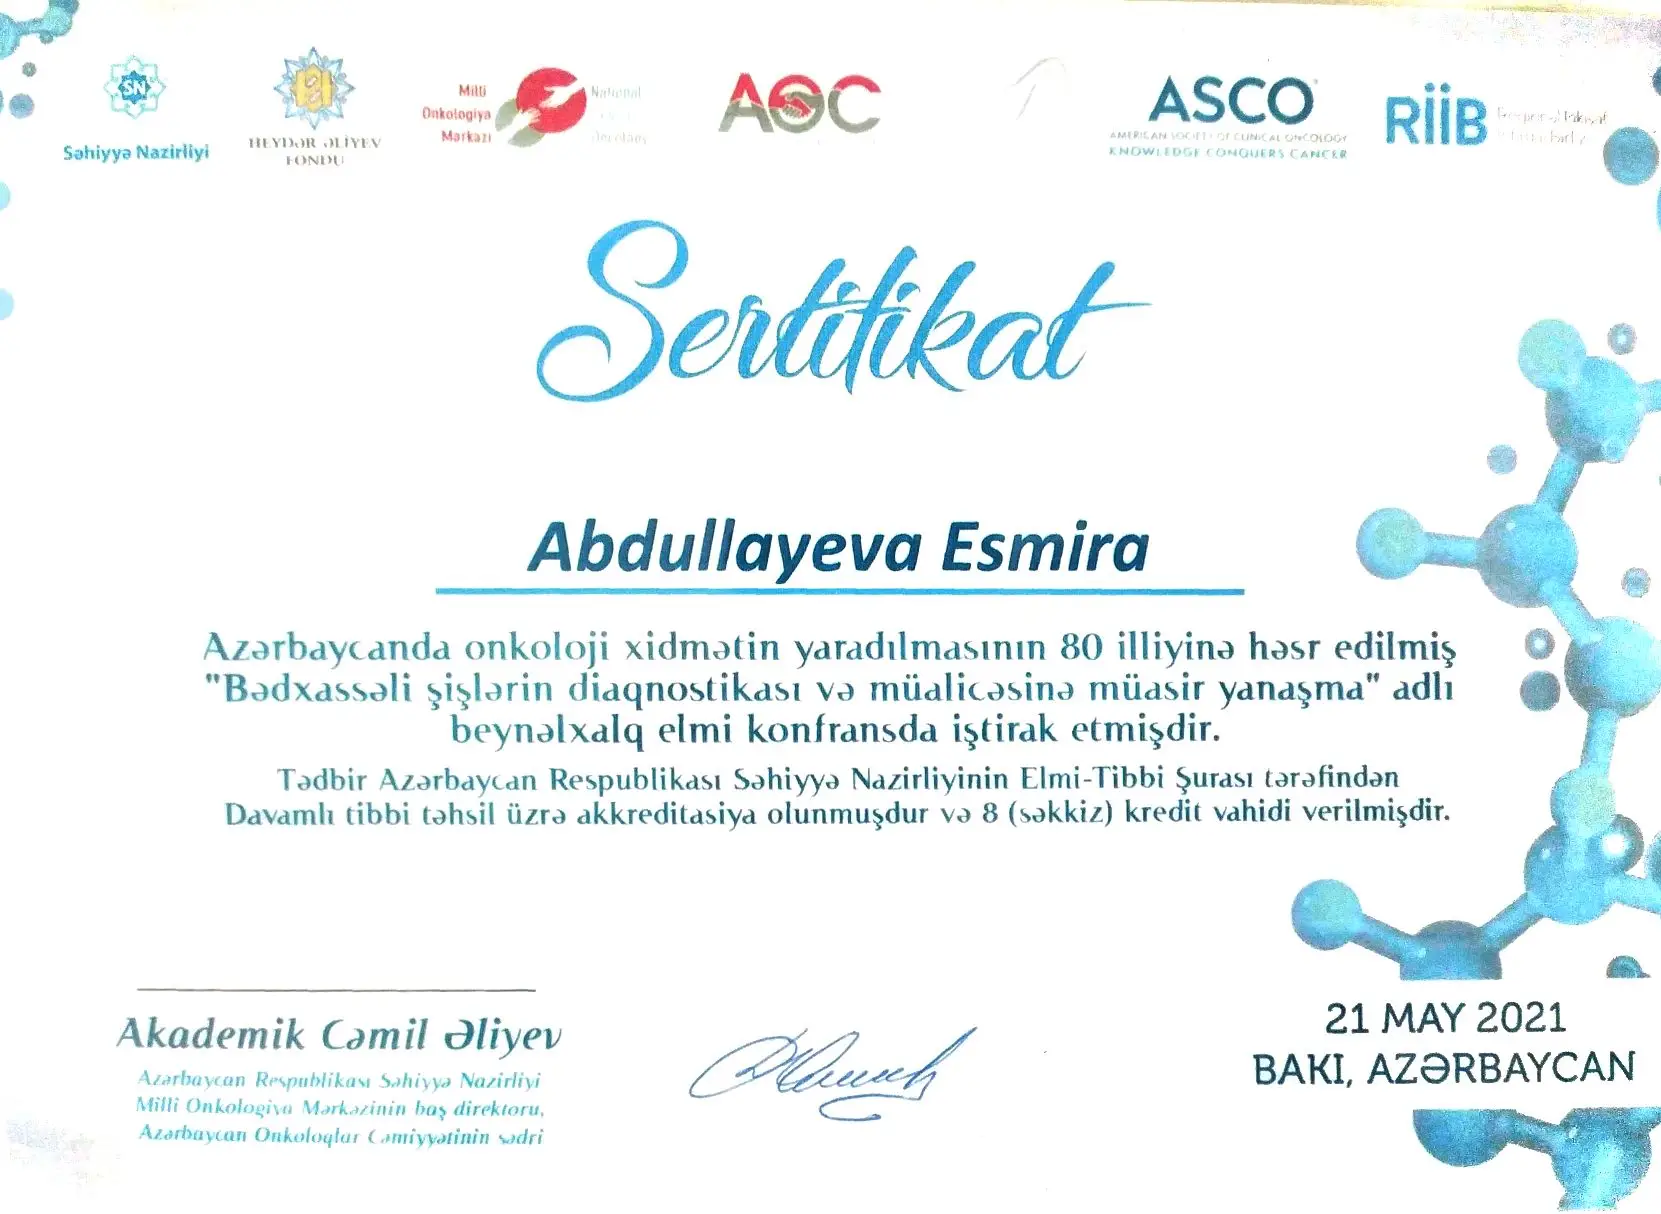 SN
Səhiyyə Nazirliyi
HEYDƏR ƏLİYEV
FONDU
Milli
Onkologiya
Mərkəzi
National
AOC
ASCO
AMERICAN SOCIETY OF CLINICAL ONCOLOGY
KNOWLEDGE CONQUERS CANCER
RİİB
Sertifikat
Abdullayeva Esmira
Azərbaycanda onkoloji xidmətin yaradılmasının 80 illiyinə həsr edilmiş
"Bədxassəli şişlərin diaqnostikası və müalicəsinə müasir yanaşma" adlı
beynəlxalq elmi konfransda iştirak etmişdir.
Tədbir Azərbaycan Respublikası Səhiyyə Nazirliyinin Elmi-Tibbi Şurası tərəfindən
Davamlı tibbi təhsil üzrə akkreditasiya olunmuşdur və 8 (səkkiz) kredit vahidi verilmişdir.
Akademik Cəmil Əliyev
Azərbaycan Respublikası Səhiyyə Nazirliyi
Milli Onkologiya Mərkəzinin baş direktoru,
Azərbaycan Onkoloqlar Cəmiyyətinin sədri
21 MAY 2021
BAKI, AZƏRBAYCAN